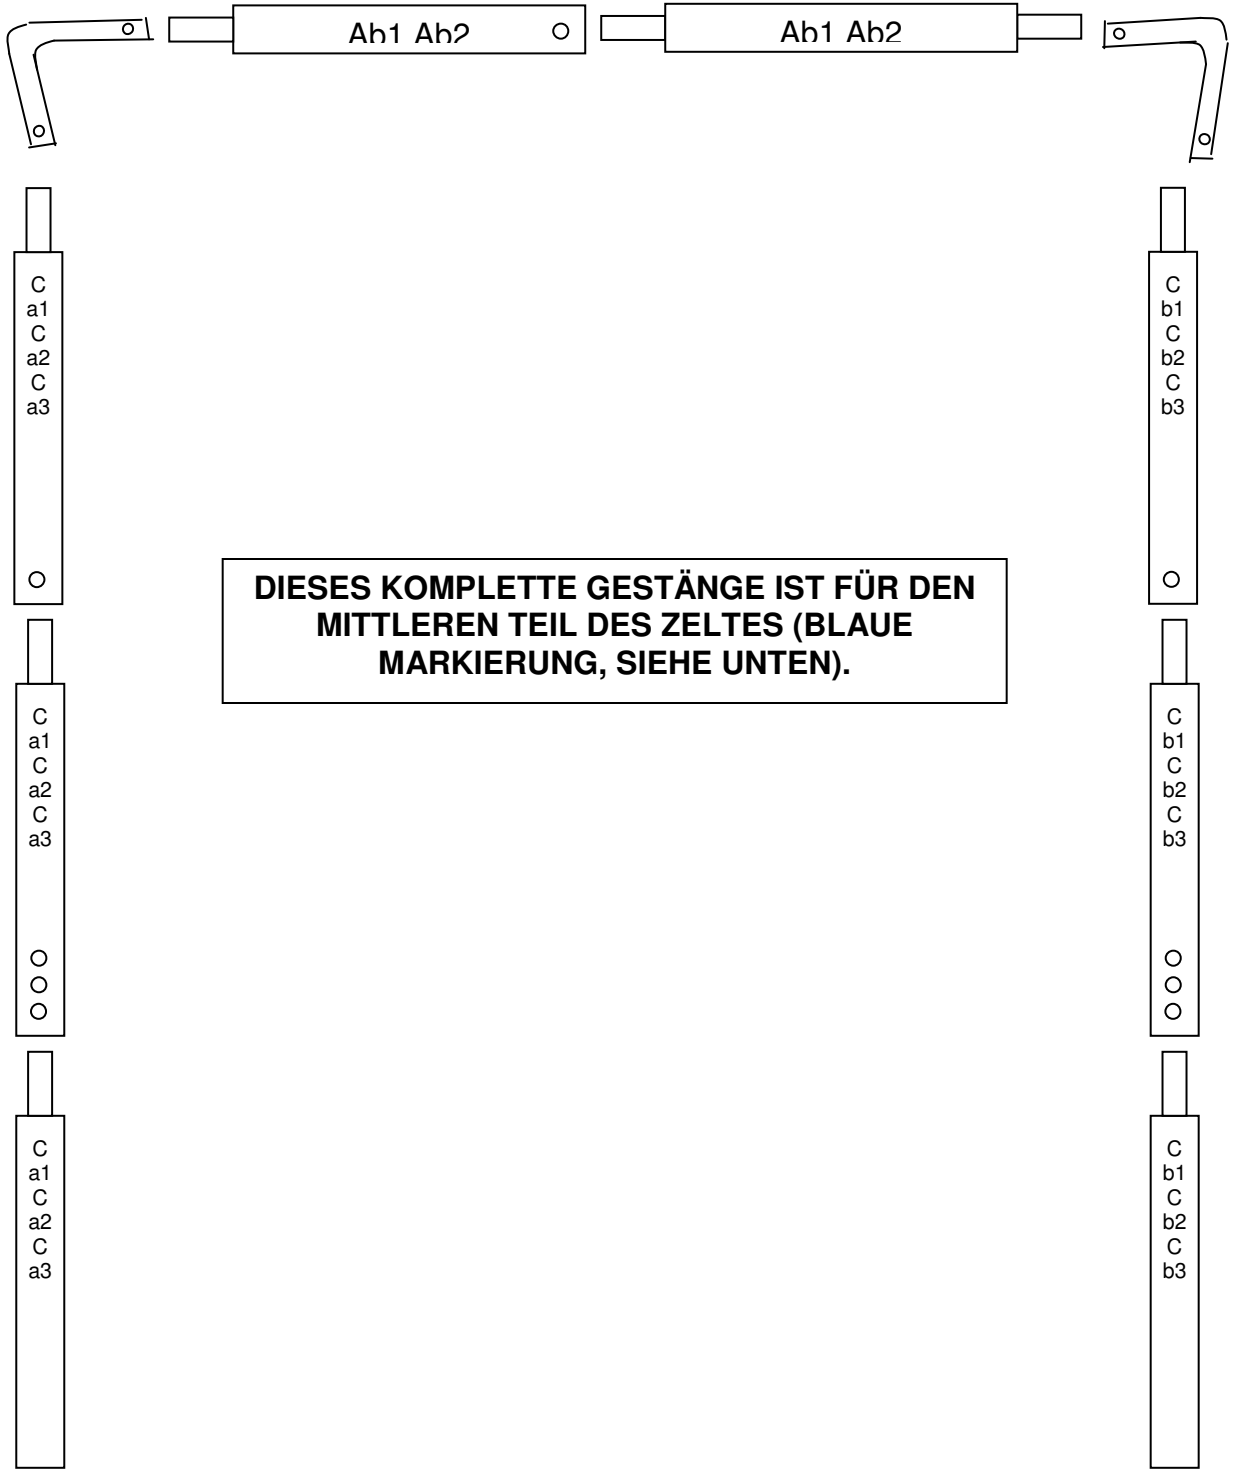 Ab1 Ab2
Ab1 Ab2
C
a1
C
a2
C
a3
C
b1
C
b2
C
b3
DIESES KOMPLETTE GESTÄNGE IST FÜR DEN
MITTLEREN TEIL DES ZELTES (BLAUE
MARKIERUNG, SIEHE UNTEN).
C
a1
C
a2
C
a3
C
b1
C
b2
C
b3
C
a1
C
a2
C
a3
C
b1
C
b2
C
b3